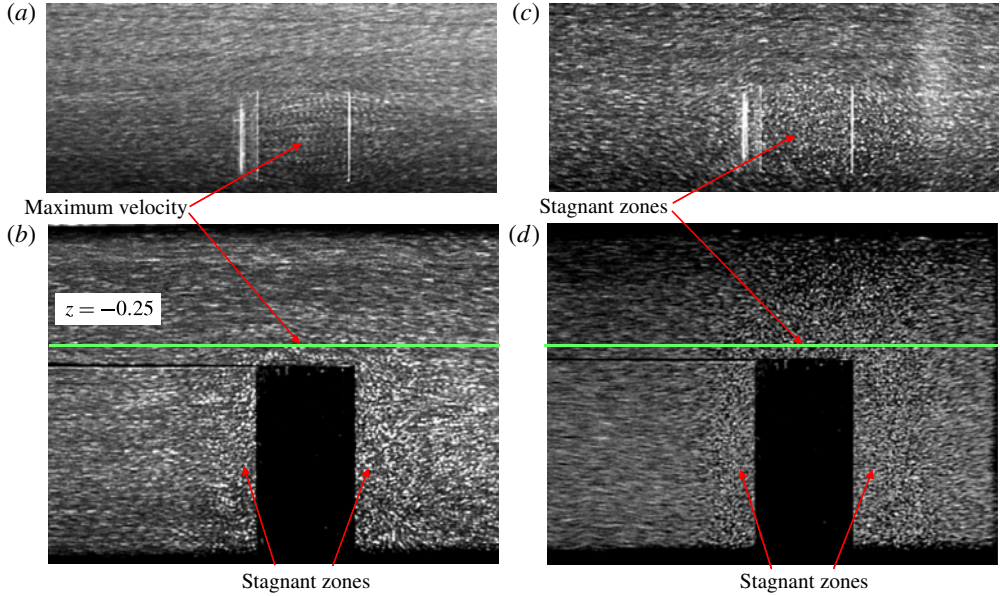 (a)
(c)
Maximum velocity
Stagnant zones
(b)
(d)
z = −0.25
Stagnant zones
Stagnant zones